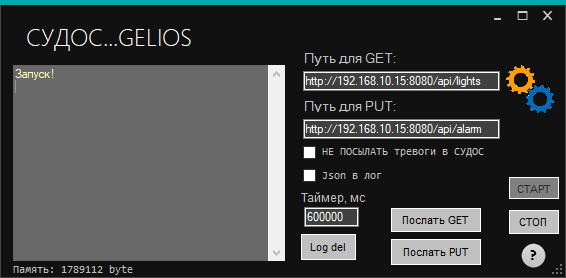 СУДОС...GELIOS
Запуск!
Путь для GET:
http://192.168.10.15:8080/api/lights
Путь для PUT:
http://192.168.10.15:8080/api/alarm
НЕ ПОСЫЛАТЬ тревоги в СУДОС
Json в лог
Таймер, мс
600000
Послать GET
СТАРТ
Log del
Послать PUT
СТОП
?
Память: 1789112 byte